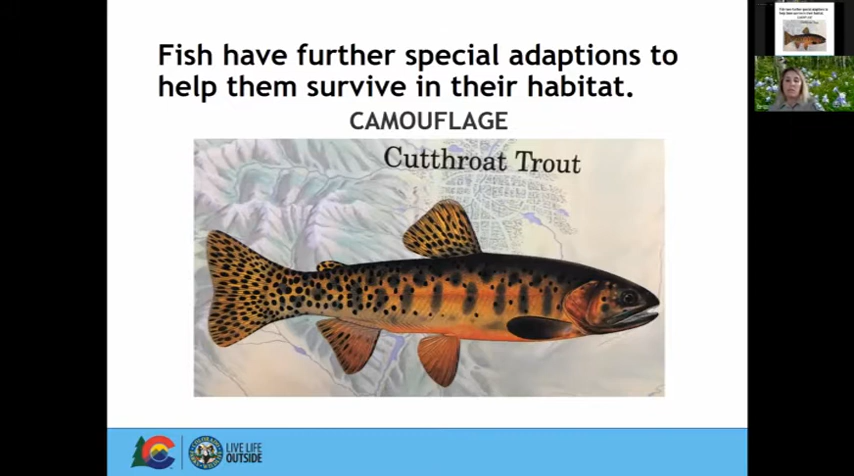 Fish have further special adaptions to
help them survive in their habitat.
CAMOUFLAGE
Cutthroat Trout
LIVE LIFE
OUTSIDE